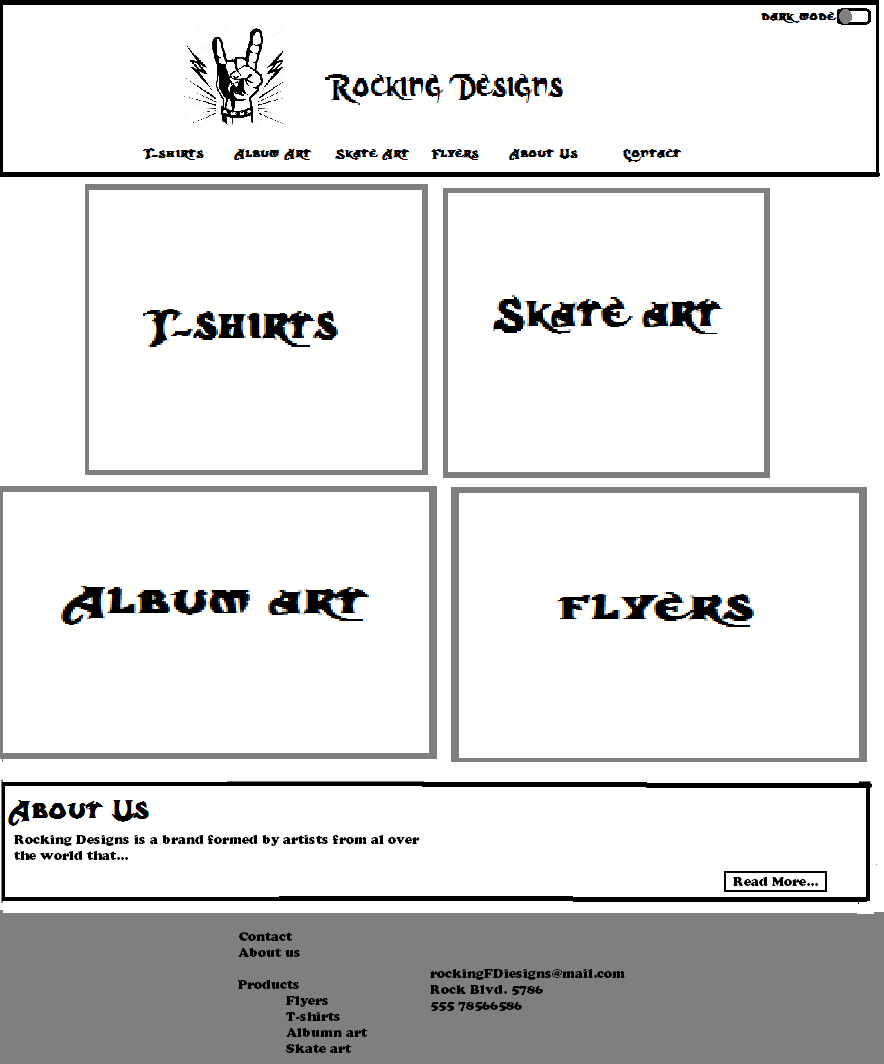 DARK MODE
Rocking Designs
T-shirts Album Art Skate Art Flyers About Us Contact
T-shirts
Skate art
Album art
flyers
About Us
Rocking Designs is a brand formed by artists from al over
the world that...
Read More...
Contact
About us
Products
Flyers
T-shirts
Albumn art
Skate art
rockingFDiesigns@mail.com
Rock Blvd. 5786
555 78566586